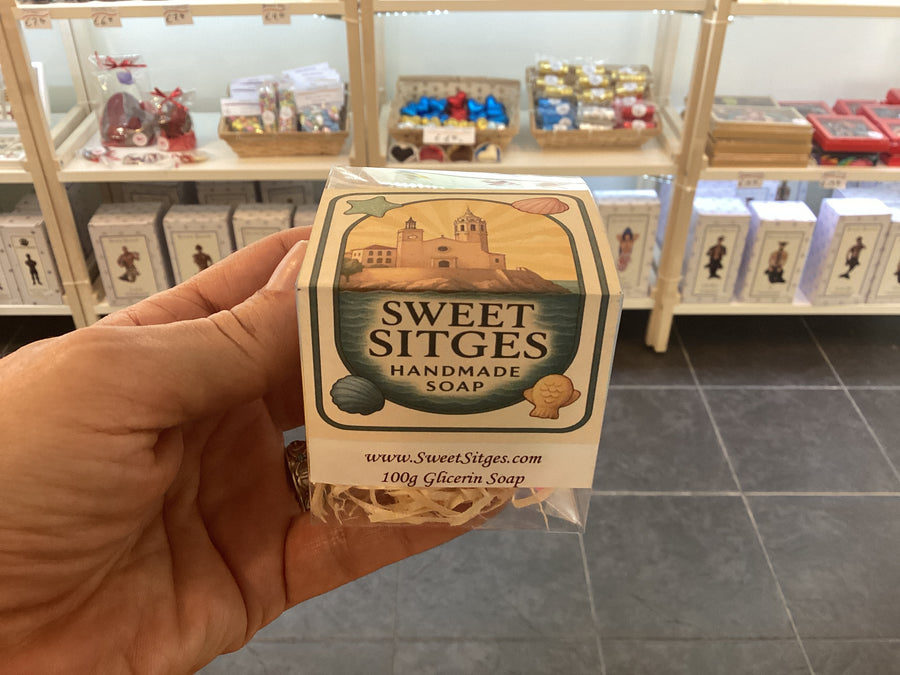 SWEET
SITGES
HANDMADE
SOAP
www.SweetSitges.com
100g Glicerin Soap